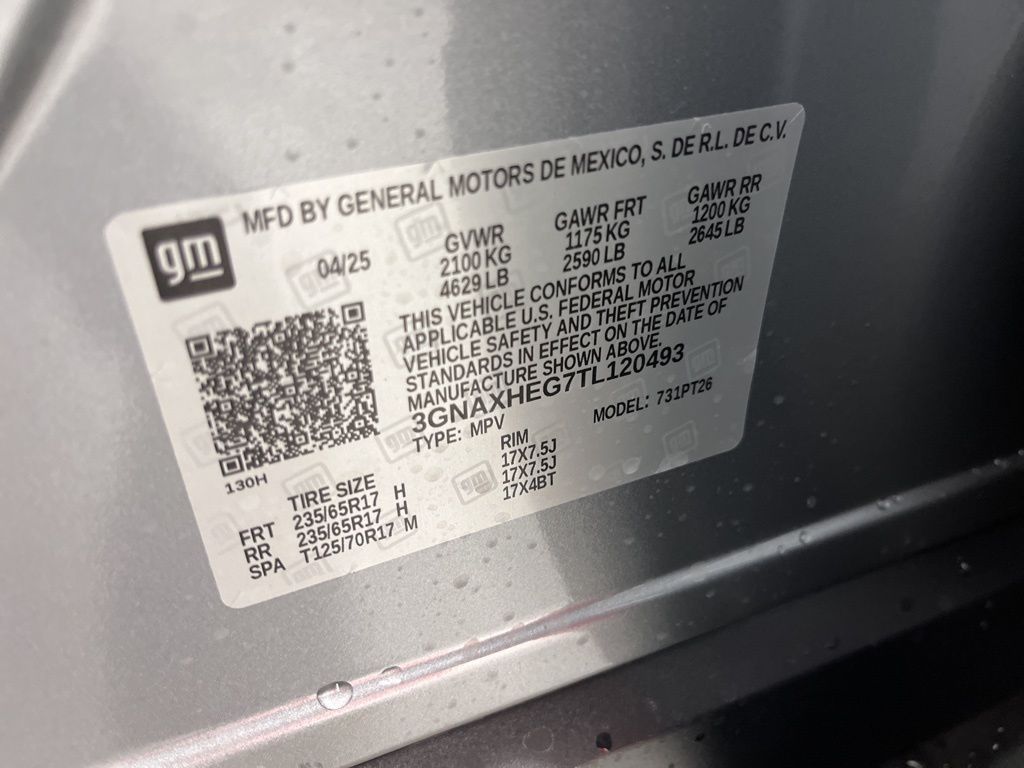 MFD BY GENERAL MOTORS DE MEXICO, S. DE R.L. DE C.V.
gm
04/25
GVWR GAWR FRT GAWR RR
2100 KG 1175 KG 1200 KG
4629 LB 2590 LB 2645 LB
THIS VEHICLE CONFORMS TO ALL
APPLICABLE U.S. FEDERAL MOTOR
VEHICLE SAFETY AND THEFT PREVENTION
STANDARDS IN EFFECT ON THE DATE OF
MANUFACTURE SHOWN ABOVE.
3GNAXHEG7TL120493
TYPE: MPV MODEL: 731PT26
130H
TIRE SIZE RIM
FRT 235/65R17 H 17X7.5J
RR 235/65R17 H 17X7.5J
SPA T125/70R17 M 17X4BT